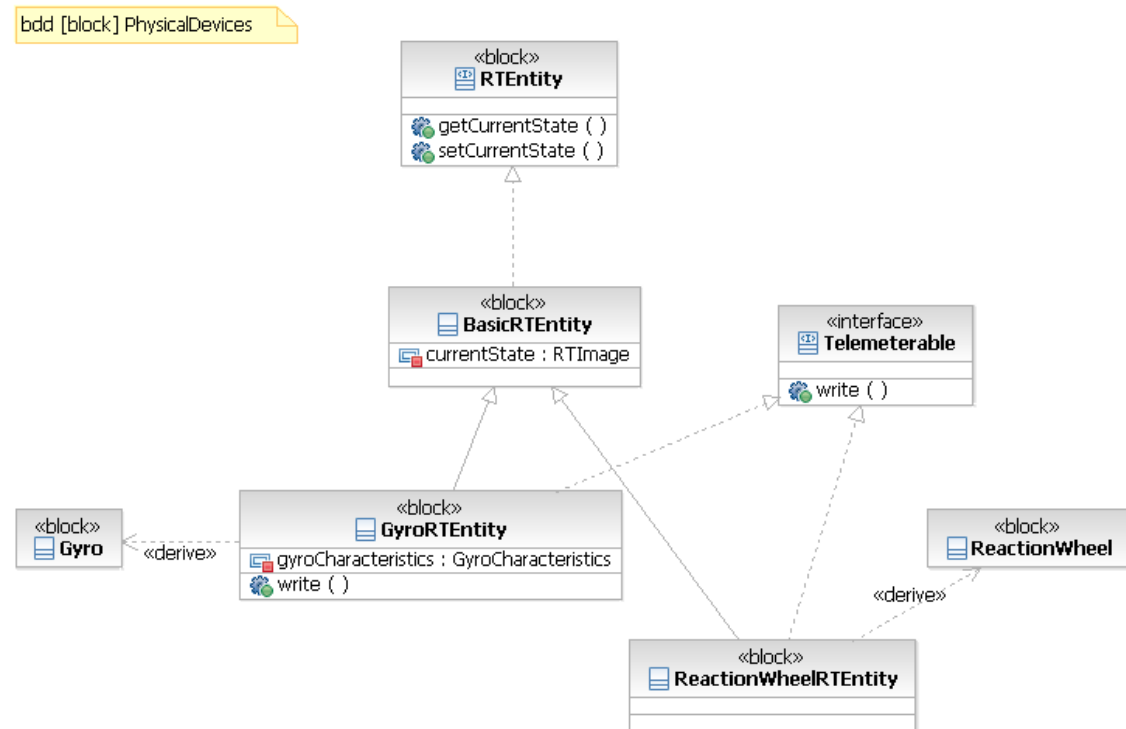 bdd [block] PhysicalDevices
«block»
RTEntity
getCurrentState ( )
setCurrentState ( )
«block»
BasicRTEntity
currentState : RTImage
«interface»
Telemeterable
write ( )
«block»
Gyro
«derive»
«block»
GyroRTEntity
gyroCharacteristics : GyroCharacteristics
write ( )
«block»
ReactionWheel
«derive»
«block»
ReactionWheelRTEntity